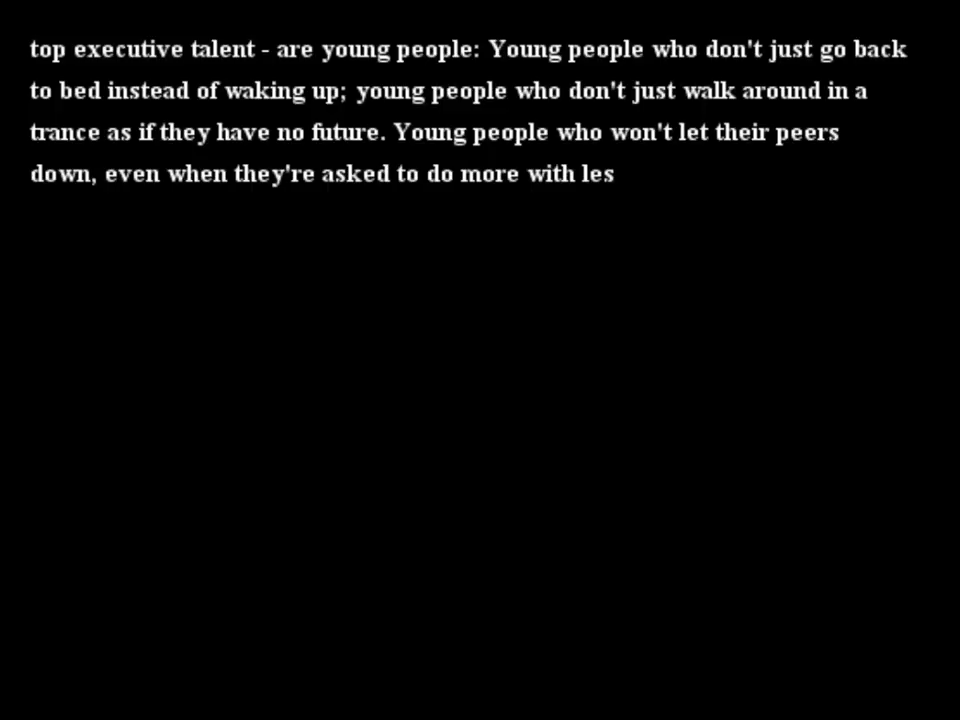 top executive talent - are young people: Young people who don't just go back
to bed instead of waking up; young people who don't just walk around in a
trance as if they have no future. Young people who won't let their peers
down, even when they're asked to do more with les